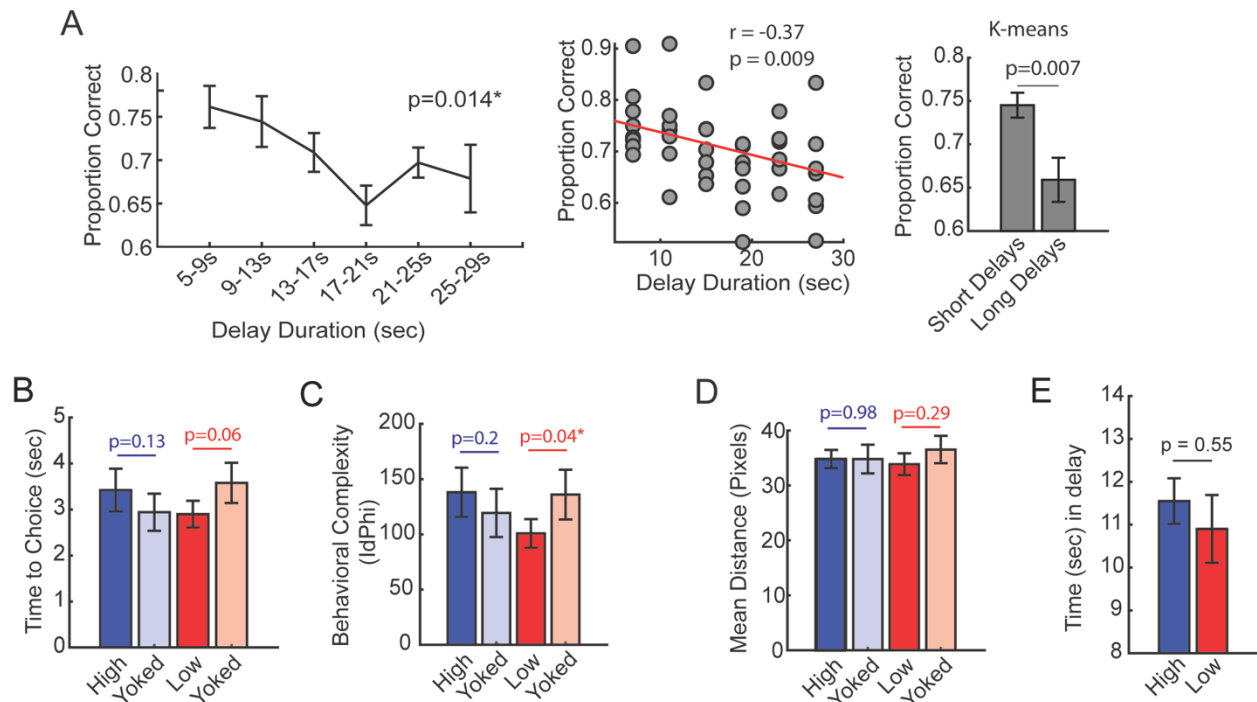 A
Proportion Correct
0.8
0.75
0.7
0.65
0.6
p=0.014*
5-9s
9-13s
13-17s
17-21s
21-25s
25-29s
Delay Duration (sec)
Proportion Correct
0.9
0.8
0.7
0.6
r = -0.37
p = 0.009
10
20
30
Delay Duration (sec)
K-means
p=0.007
Proportion Correct
0.8
0.75
0.7
0.65
0.6
Short Delays
Long Delays
B
Time to Choice (sec)
5
4
3
2
1
0
p=0.13
p=0.06
High
Yoked
Low
Yoked
C
Behavioral Complexity
(IdPhi)
200
150
100
50
0
p=0.2
p=0.04*
High
Yoked
Low
Yoked
D
Mean Distance (Pixels)
40
30
20
10
0
p=0.98
p=0.29
High
Yoked
Low
Yoked
E
Time (sec) in delay
14
13
12
11
10
9
8
p = 0.55
High
Low